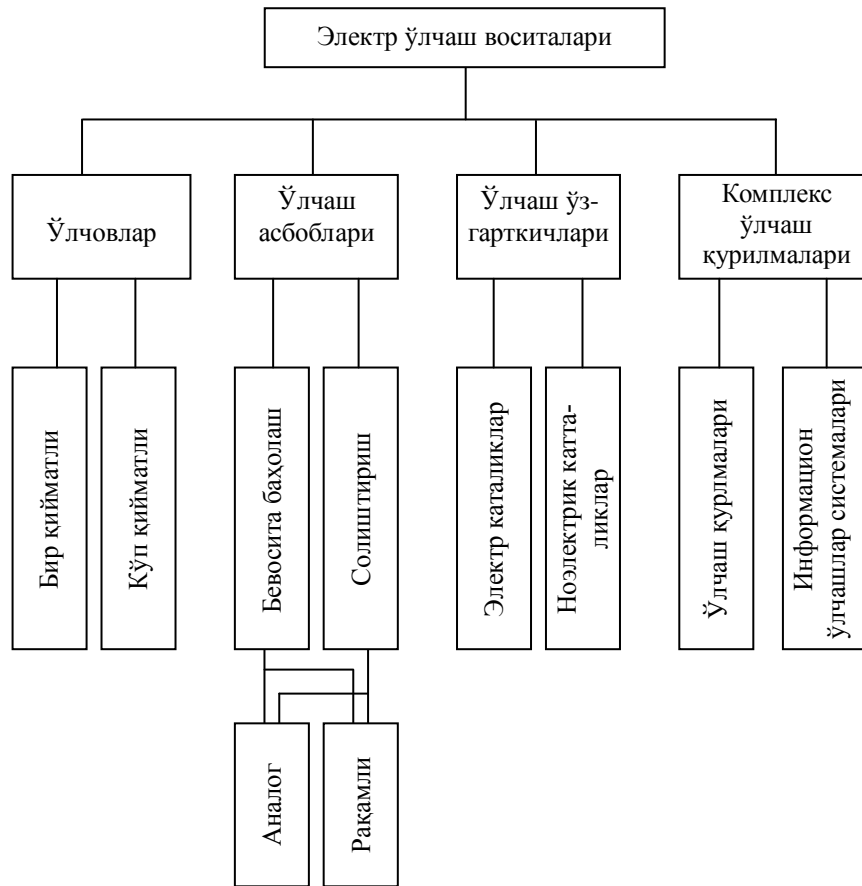 Электр ўлчаш воситалари
Ўлчовлар
Ўлчаш
асбоблари
Ўлчаш ўз-
гарткичлари
Комплекс
ўлчаш
қурилмалари
Бир қийматли
Кўп қийматли
Бевосита баҳолаш
Солиштириш
Электр каталиклар
Ноэлектрик катта-
ликлар
Ўлчаш қурлмалари
Информацион
ўлчашлар системалари
Аналог
Рақамли